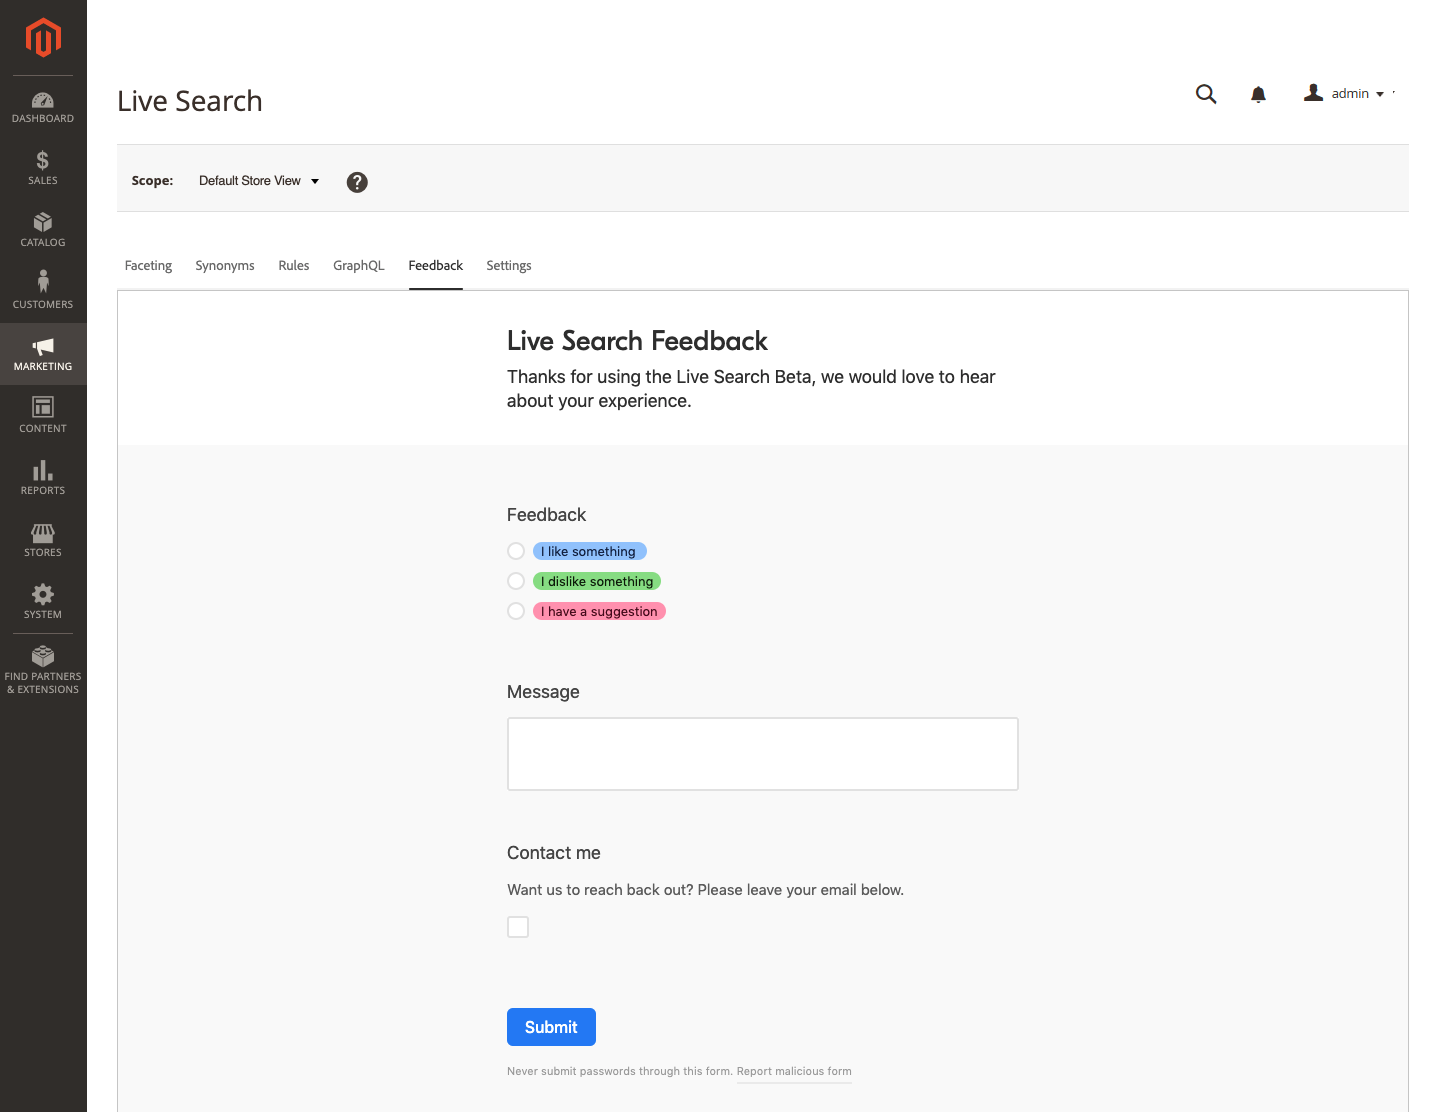 DASHBOARD
SALES
CATALOG
CUSTOMERS
MARKETING
CONTENT
REPORTS
STORES
SYSTEM
FIND PARTNERS
& EXTENSIONS
Live Search
admin
Scope: Default Store View ?
Faceting Synonyms Rules GraphQL Feedback Settings
Live Search Feedback
Thanks for using the Live Search Beta, we would love to hear
about your experience.
Feedback
I like something
I dislike something
I have a suggestion
Message
Contact me
Want us to reach back out? Please leave your email below.
Submit
Never submit passwords through this form. Report malicious form